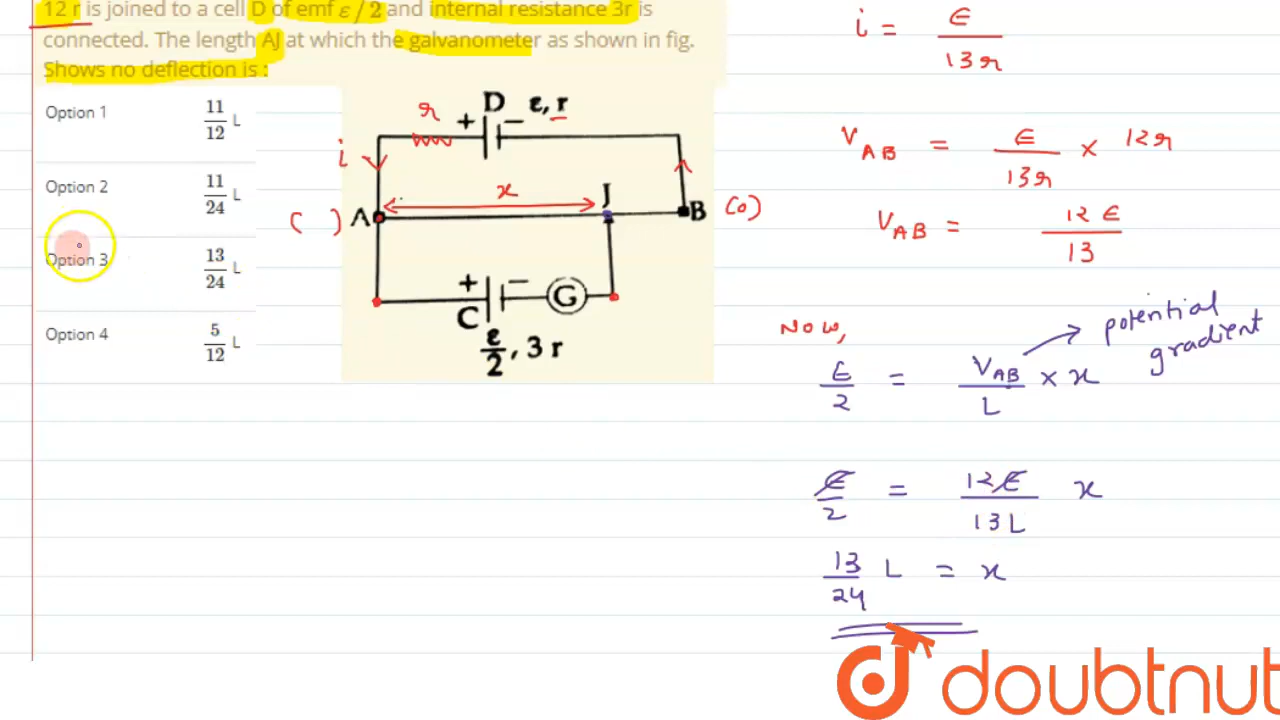 12 r is joined to a cell D of emf ε/2 and internal resistance 3r is
connected. The length AJ at which the galvanometer as shown in fig.
Shows no deflection is :
Option 1 11/12 L
Option 2 11/24 L
Option 3 13/24 L
Option 4 5/12 L
r D ε, r
+ −
i
x J
( ) A B (0)
+ −
C G
ε/2, 3 r
i = ε/13r
V_AB = ε/13r × 12r
V_AB = 12ε/13
Now,
potential
gradient
ε/2 = V_AB/L × x
ε/2 = 12ε/13L x
13/24 L = x
doubtnut